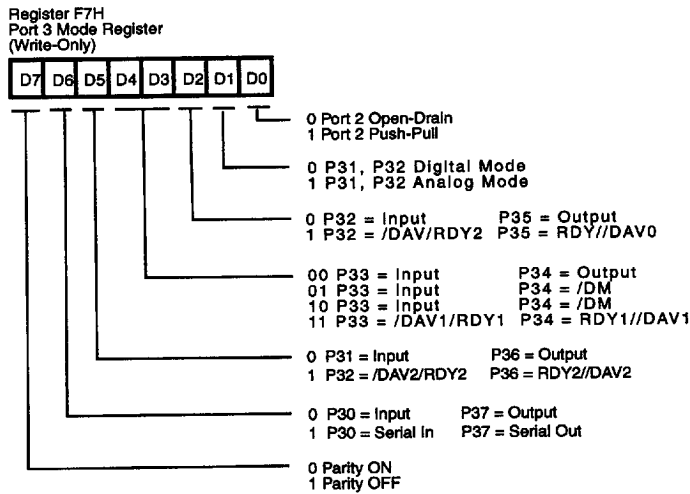 Register F7H
Port 3 Mode Register
(Write-Only)
D7 D6 D5 D4 D3 D2 D1 D0
0 Port 2 Open-Drain
1 Port 2 Push-Pull
0 P31, P32 Digital Mode
1 P31, P32 Analog Mode
0 P32 = Input P35 = Output
1 P32 = /DAV/RDY2 P35 = RDY//DAV0
00 P33 = Input P34 = Output
01 P33 = Input P34 = /DM
10 P33 = Input P34 = /DM
11 P33 = /DAV1/RDY1 P34 = RDY1//DAV1
0 P31 = Input P36 = Output
1 P32 = /DAV2/RDY2 P36 = RDY2//DAV2
0 P30 = Input P37 = Output
1 P30 = Serial In P37 = Serial Out
0 Parity ON
1 Parity OFF